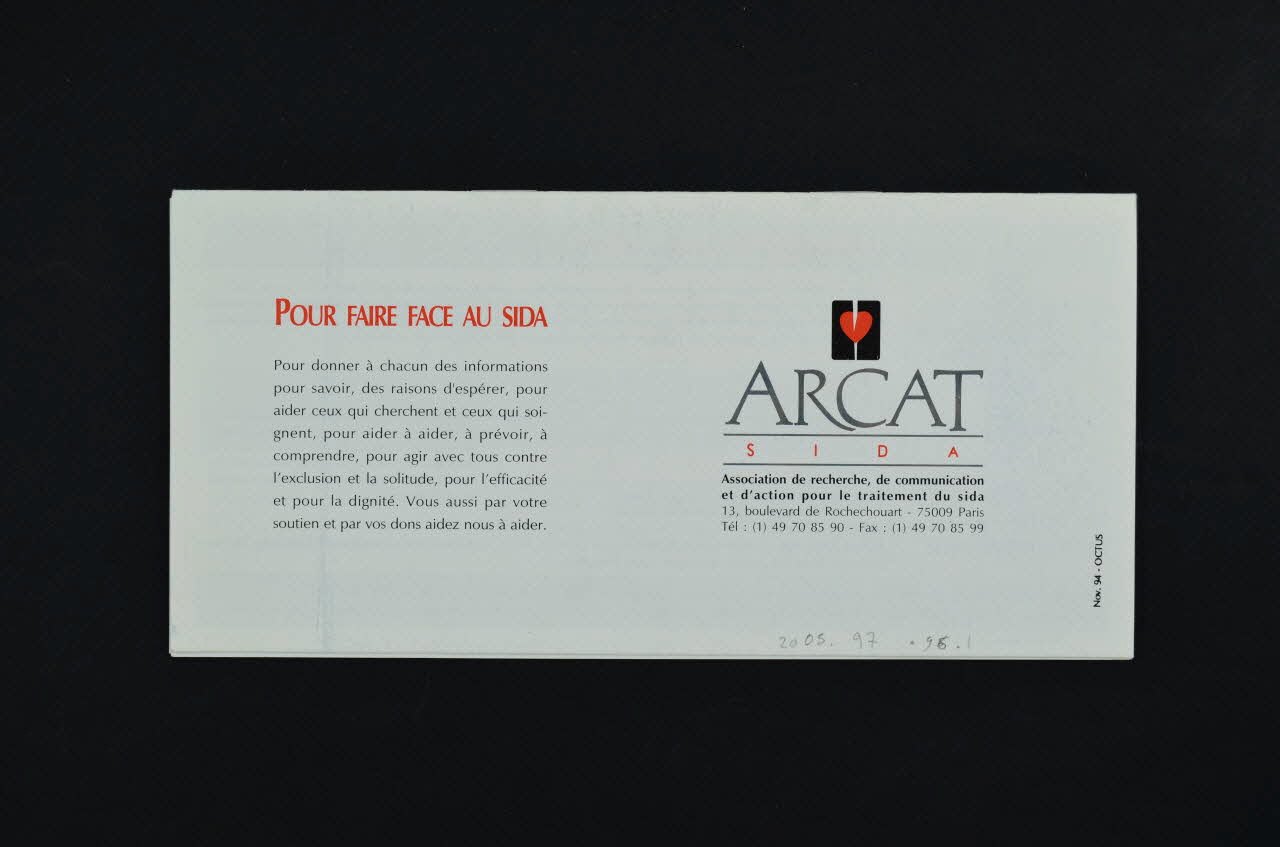 POUR FAIRE FACE AU SIDA
Pour donner à chacun des informations
pour savoir, des raisons d'espérer, pour
aider ceux qui cherchent et ceux qui soi-
gnent, pour aider à aider, à prévoir, à
comprendre, pour agir avec tous contre
l'exclusion et la solitude, pour l'efficacité
et pour la dignité. Vous aussi par votre
soutien et par vos dons aidez nous à aider.
ARCAT
SIDA
Association de recherche, de communication
et d'action pour le traitement du sida
13, boulevard de Rochechouart - 75009 Paris
Tél : (1) 49 70 85 90 - Fax : (1) 49 70 85 99
Nov. 94 - OCTUS
2005. 97